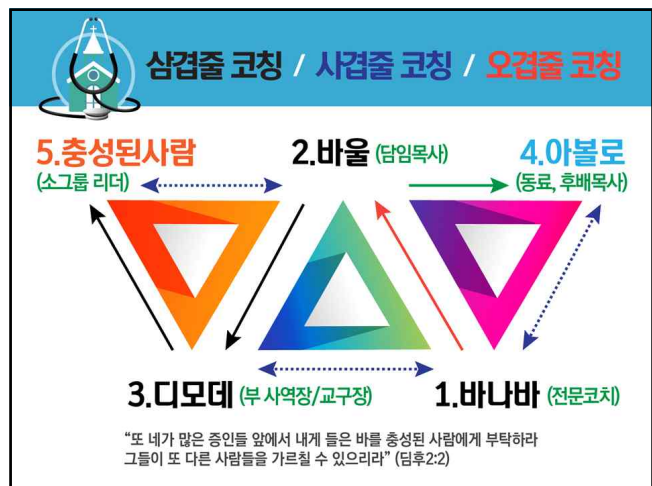 삼겹줄 코칭 / 사겹줄 코칭 / 오겹줄 코칭
5.충성된사람
(소그룹 리더)
2.바울 (담임목사)
4.아볼로
(동료, 후배목사)
3.디모데 (부 사역장/교구장)
1.바나바 (전문코치)
“또 네가 많은 증인들 앞에서 내게 들은 바를 충성된 사람에게 부탁하라
그들이 또 다른 사람들을 가르칠 수 있으리라” (딤후2:2)